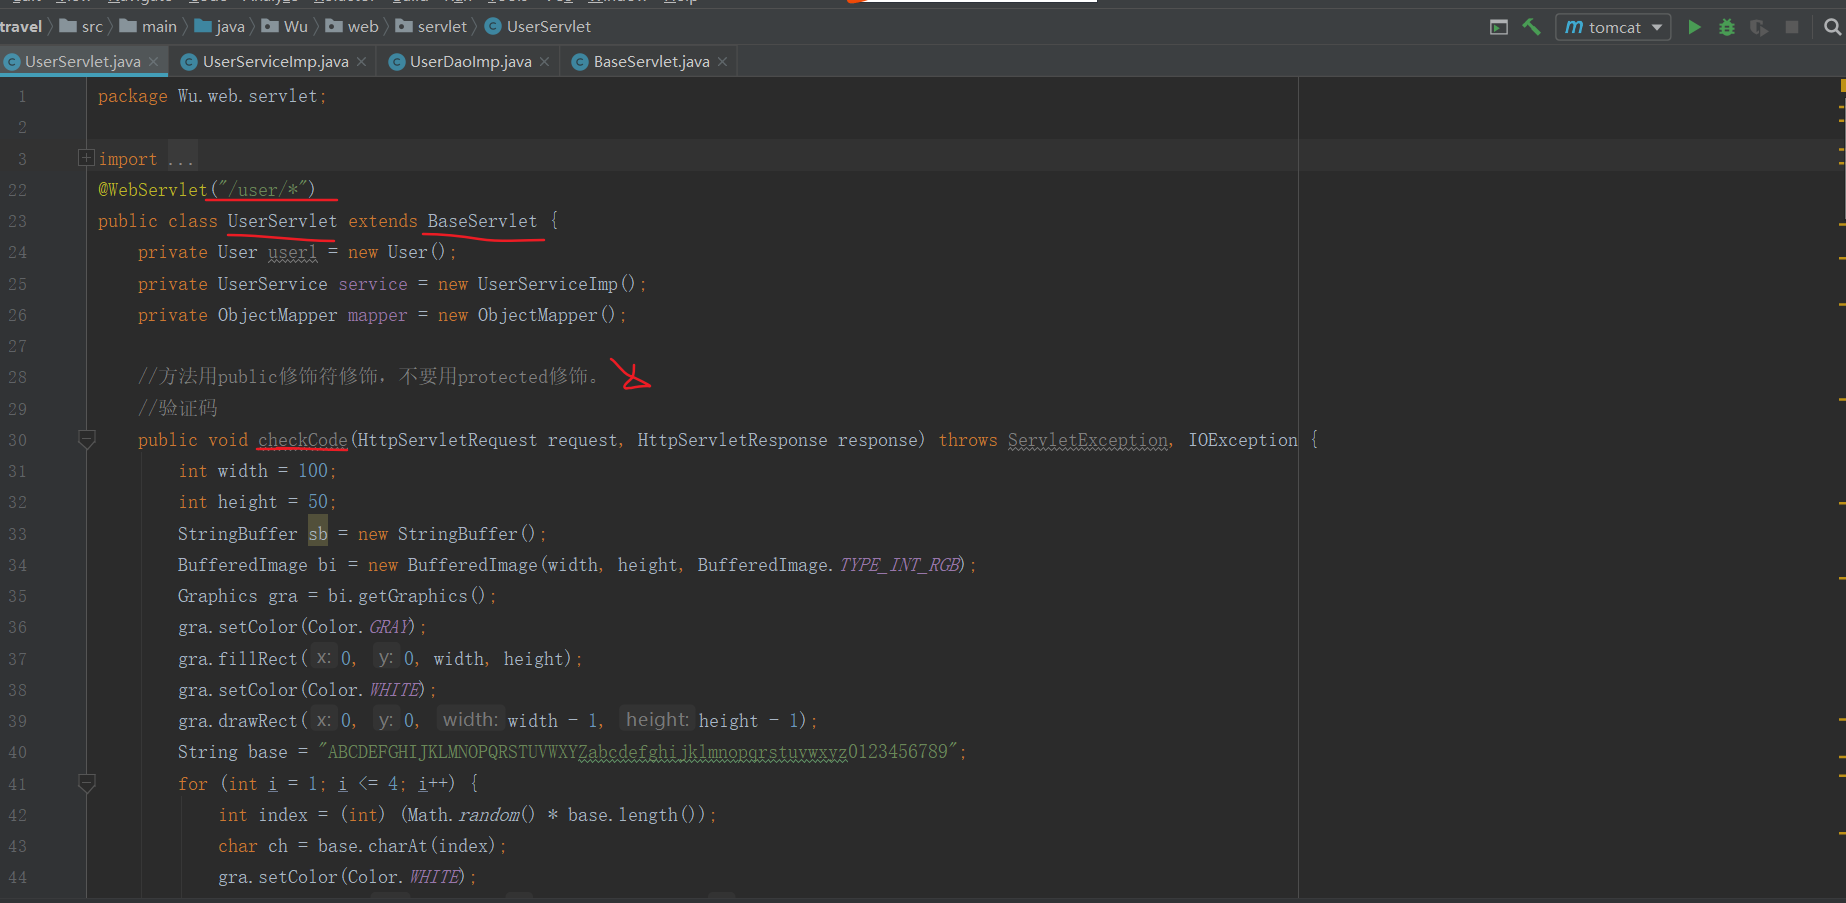 travel src main java Wu web servlet UserServlet tomcat
UserServlet.java UserServiceImp.java UserDaoImp.java BaseServlet.java
1 package Wu.web.servlet;
2
3 import ...
22 @WebServlet("/user/*")
23 public class UserServlet extends BaseServlet {
24 private User userl = new User();
25 private UserService service = new UserServiceImp();
26 private ObjectMapper mapper = new ObjectMapper();
27
28 //方法用public修饰符修饰，不要用protected修饰。
29 //验证码
30 public void checkCode(HttpServletRequest request, HttpServletResponse response) throws ServletException, IOException {
31 int width = 100;
32 int height = 50;
33 StringBuffer sb = new StringBuffer();
34 BufferedImage bi = new BufferedImage(width, height, BufferedImage.TYPE_INT_RGB);
35 Graphics gra = bi.getGraphics();
36 gra.setColor(Color.GRAY);
37 gra.fillRect( x: 0, y: 0, width, height);
38 gra.setColor(Color.WHITE);
39 gra.drawRect( x: 0, y: 0, width: width - 1, height: height - 1);
40 String base = "ABCDEFGHIJKLMNOPQRSTUVWXYZabcdefghijklmnopqrstuvwxyz0123456789";
41 for (int i = 1; i <= 4; i++) {
42 int index = (int) (Math.random() * base.length());
43 char ch = base.charAt(index);
44 gra.setColor(Color.WHITE);